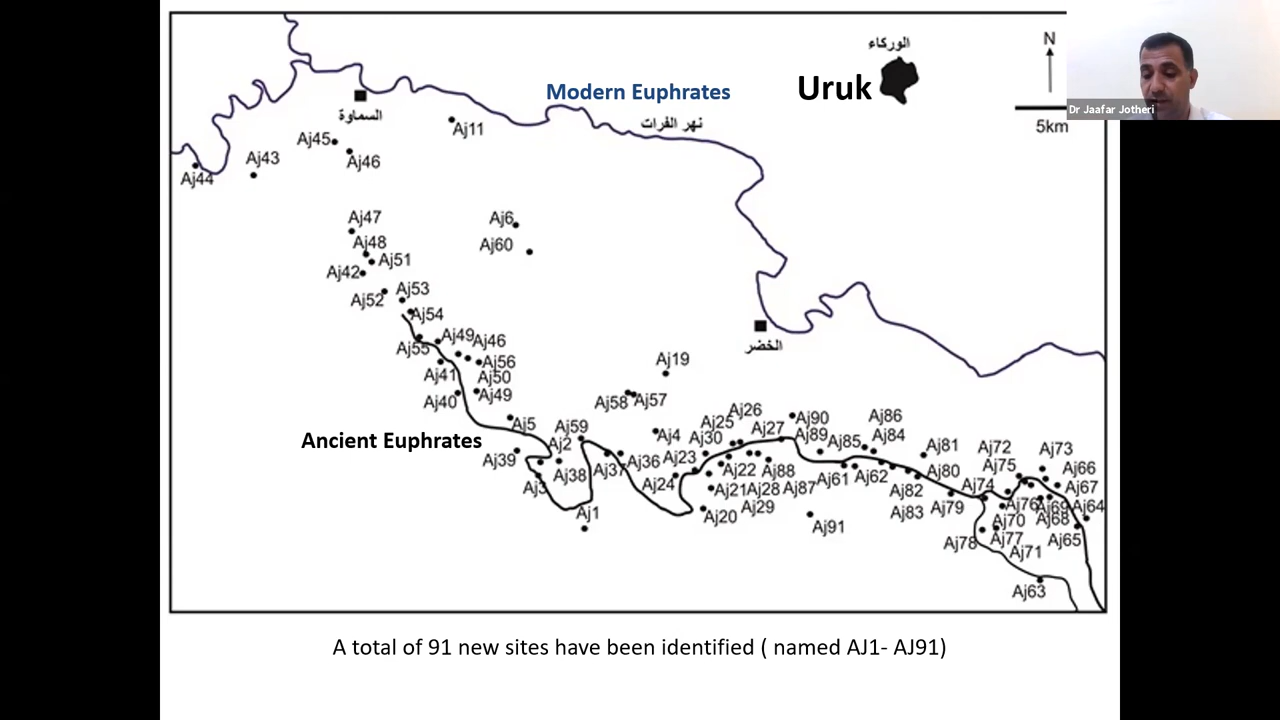 الوركاء
Uruk
N
5km
Dr Jaafar Jotheri
Modern Euphrates
نهر الفرات
السماوة
Aj11
Aj45
Aj46
Aj43
Aj44
Aj47
Aj48
Aj51
Aj42
Aj52
Aj53
Aj54
Aj6
Aj60
الخضر
Aj55
Aj49
Aj46
Aj56
Aj41
Aj50
Aj40
Aj49
Aj19
Aj58
Aj57
Aj5
Ancient Euphrates
Aj39
Aj2
Aj59
Aj3
Aj38
Aj37
Aj36
Aj1
Aj4
Aj23
Aj24
Aj30
Aj25
Aj26
Aj27
Aj22
Aj88
Aj21
Aj28
Aj87
Aj20
Aj29
Aj90
Aj89
Aj85
Aj86
Aj84
Aj61
Aj62
Aj91
Aj81
Aj80
Aj82
Aj83
Aj79
Aj74
Aj72
Aj75
Aj73
Aj66
Aj67
Aj76
Aj69
Aj64
Aj70
Aj68
Aj78
Aj77
Aj71
Aj65
Aj63
A total of 91 new sites have been identified ( named AJ1- AJ91)